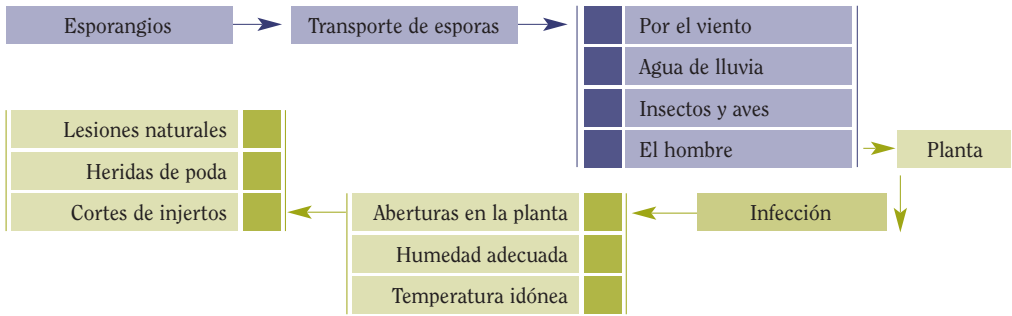 Esporangios
Transporte de esporas
Por el viento
Agua de lluvia
Insectos y aves
El hombre
Planta
Infección
Aberturas en la planta
Humedad adecuada
Temperatura idónea
Lesiones naturales
Heridas de poda
Cortes de injertos